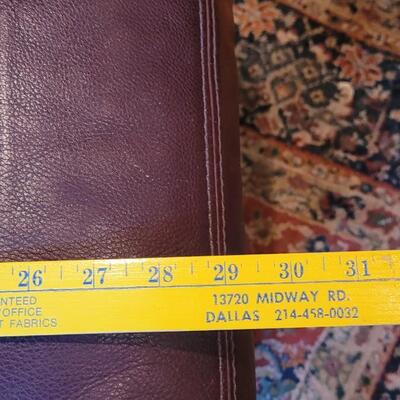 26 27 28 29 30 31
NTEED
/OFFICE
T FABRICS
13720 MIDWAY RD.
DALLAS 214-458-0032